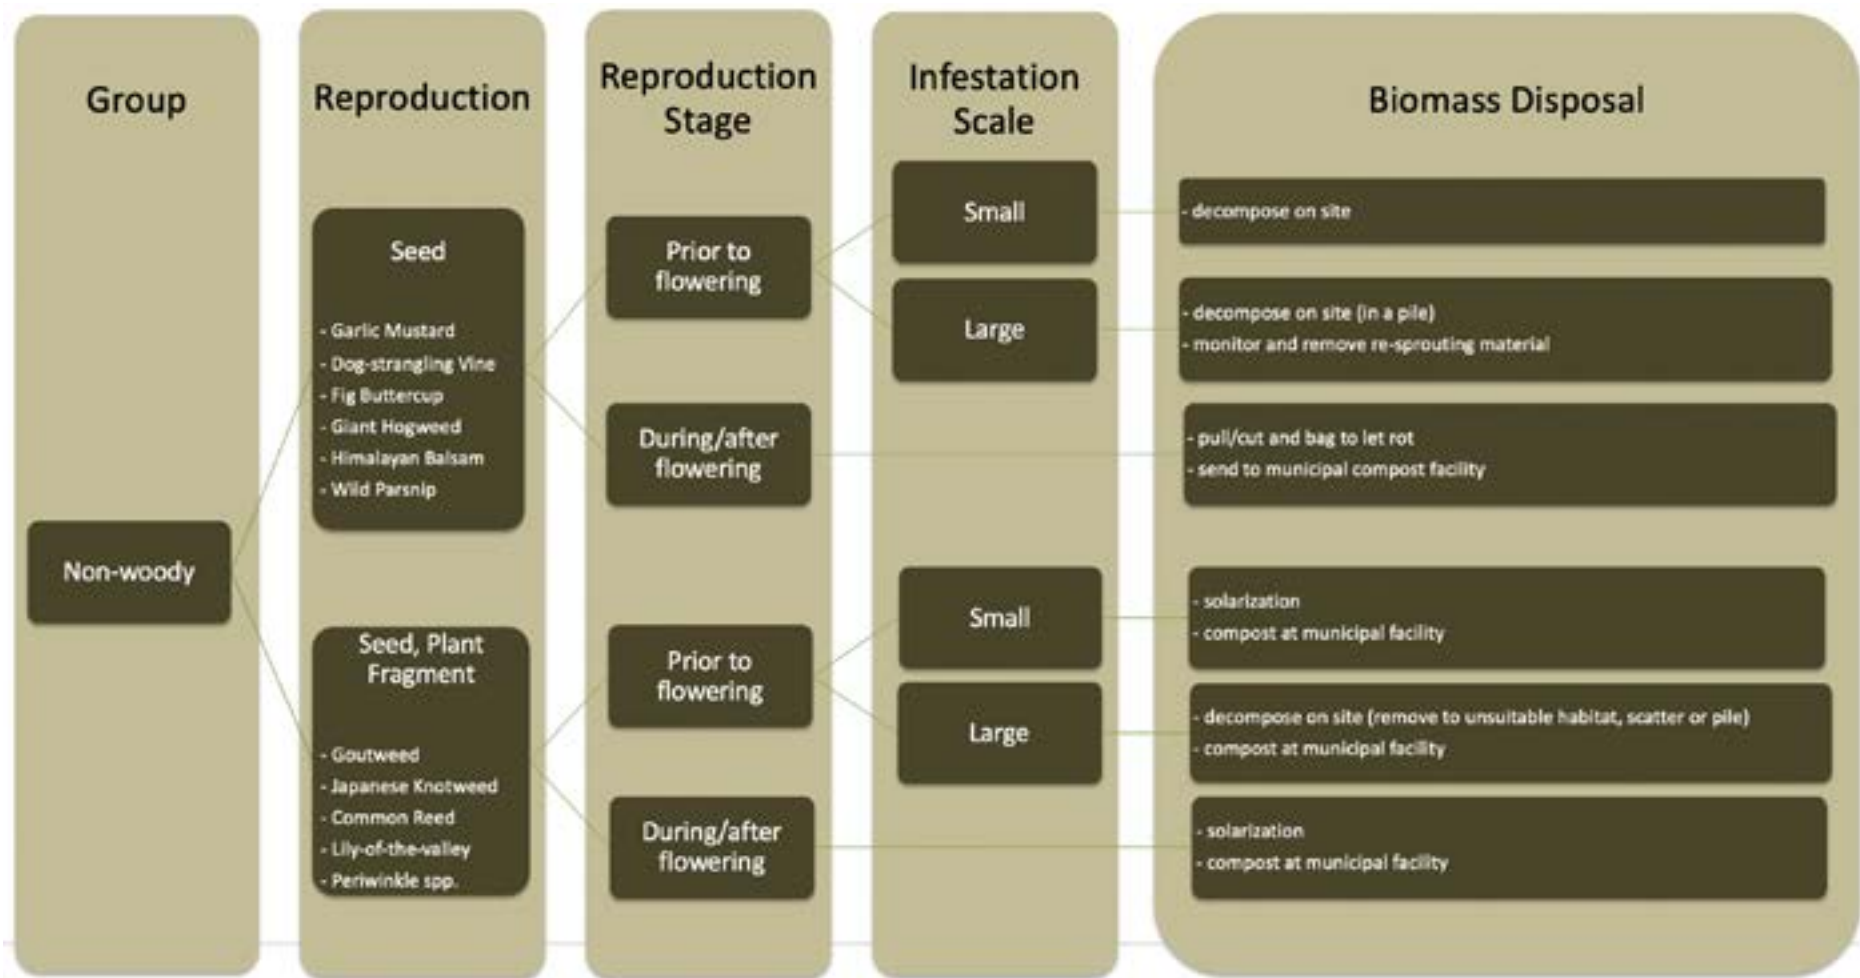 Group
Reproduction
Reproduction
Stage
Infestation
Scale
Biomass Disposal
Non-woody
Seed
- Garlic Mustard
- Dog-strangling Vine
- Fig Buttercup
- Giant Hogweed
- Himalayan Balsam
- Wild Parsnip
Prior to
flowering
Small
- decompose on site
Large
- decompose on site (in a pile)
- monitor and remove re-sprouting material
During/after
flowering
- pull/cut and bag to let rot
- send to municipal compost facility
Seed, Plant
Fragment
- Goutweed
- Japanese Knotweed
- Common Reed
- Lily-of-the-valley
- Periwinkle spp.
Prior to
flowering
Small
- solarization
- compost at municipal facility
Large
- decompose on site (remove to unsuitable habitat, scatter or pile)
- compost at municipal facility
During/after
flowering
- solarization
- compost at municipal facility